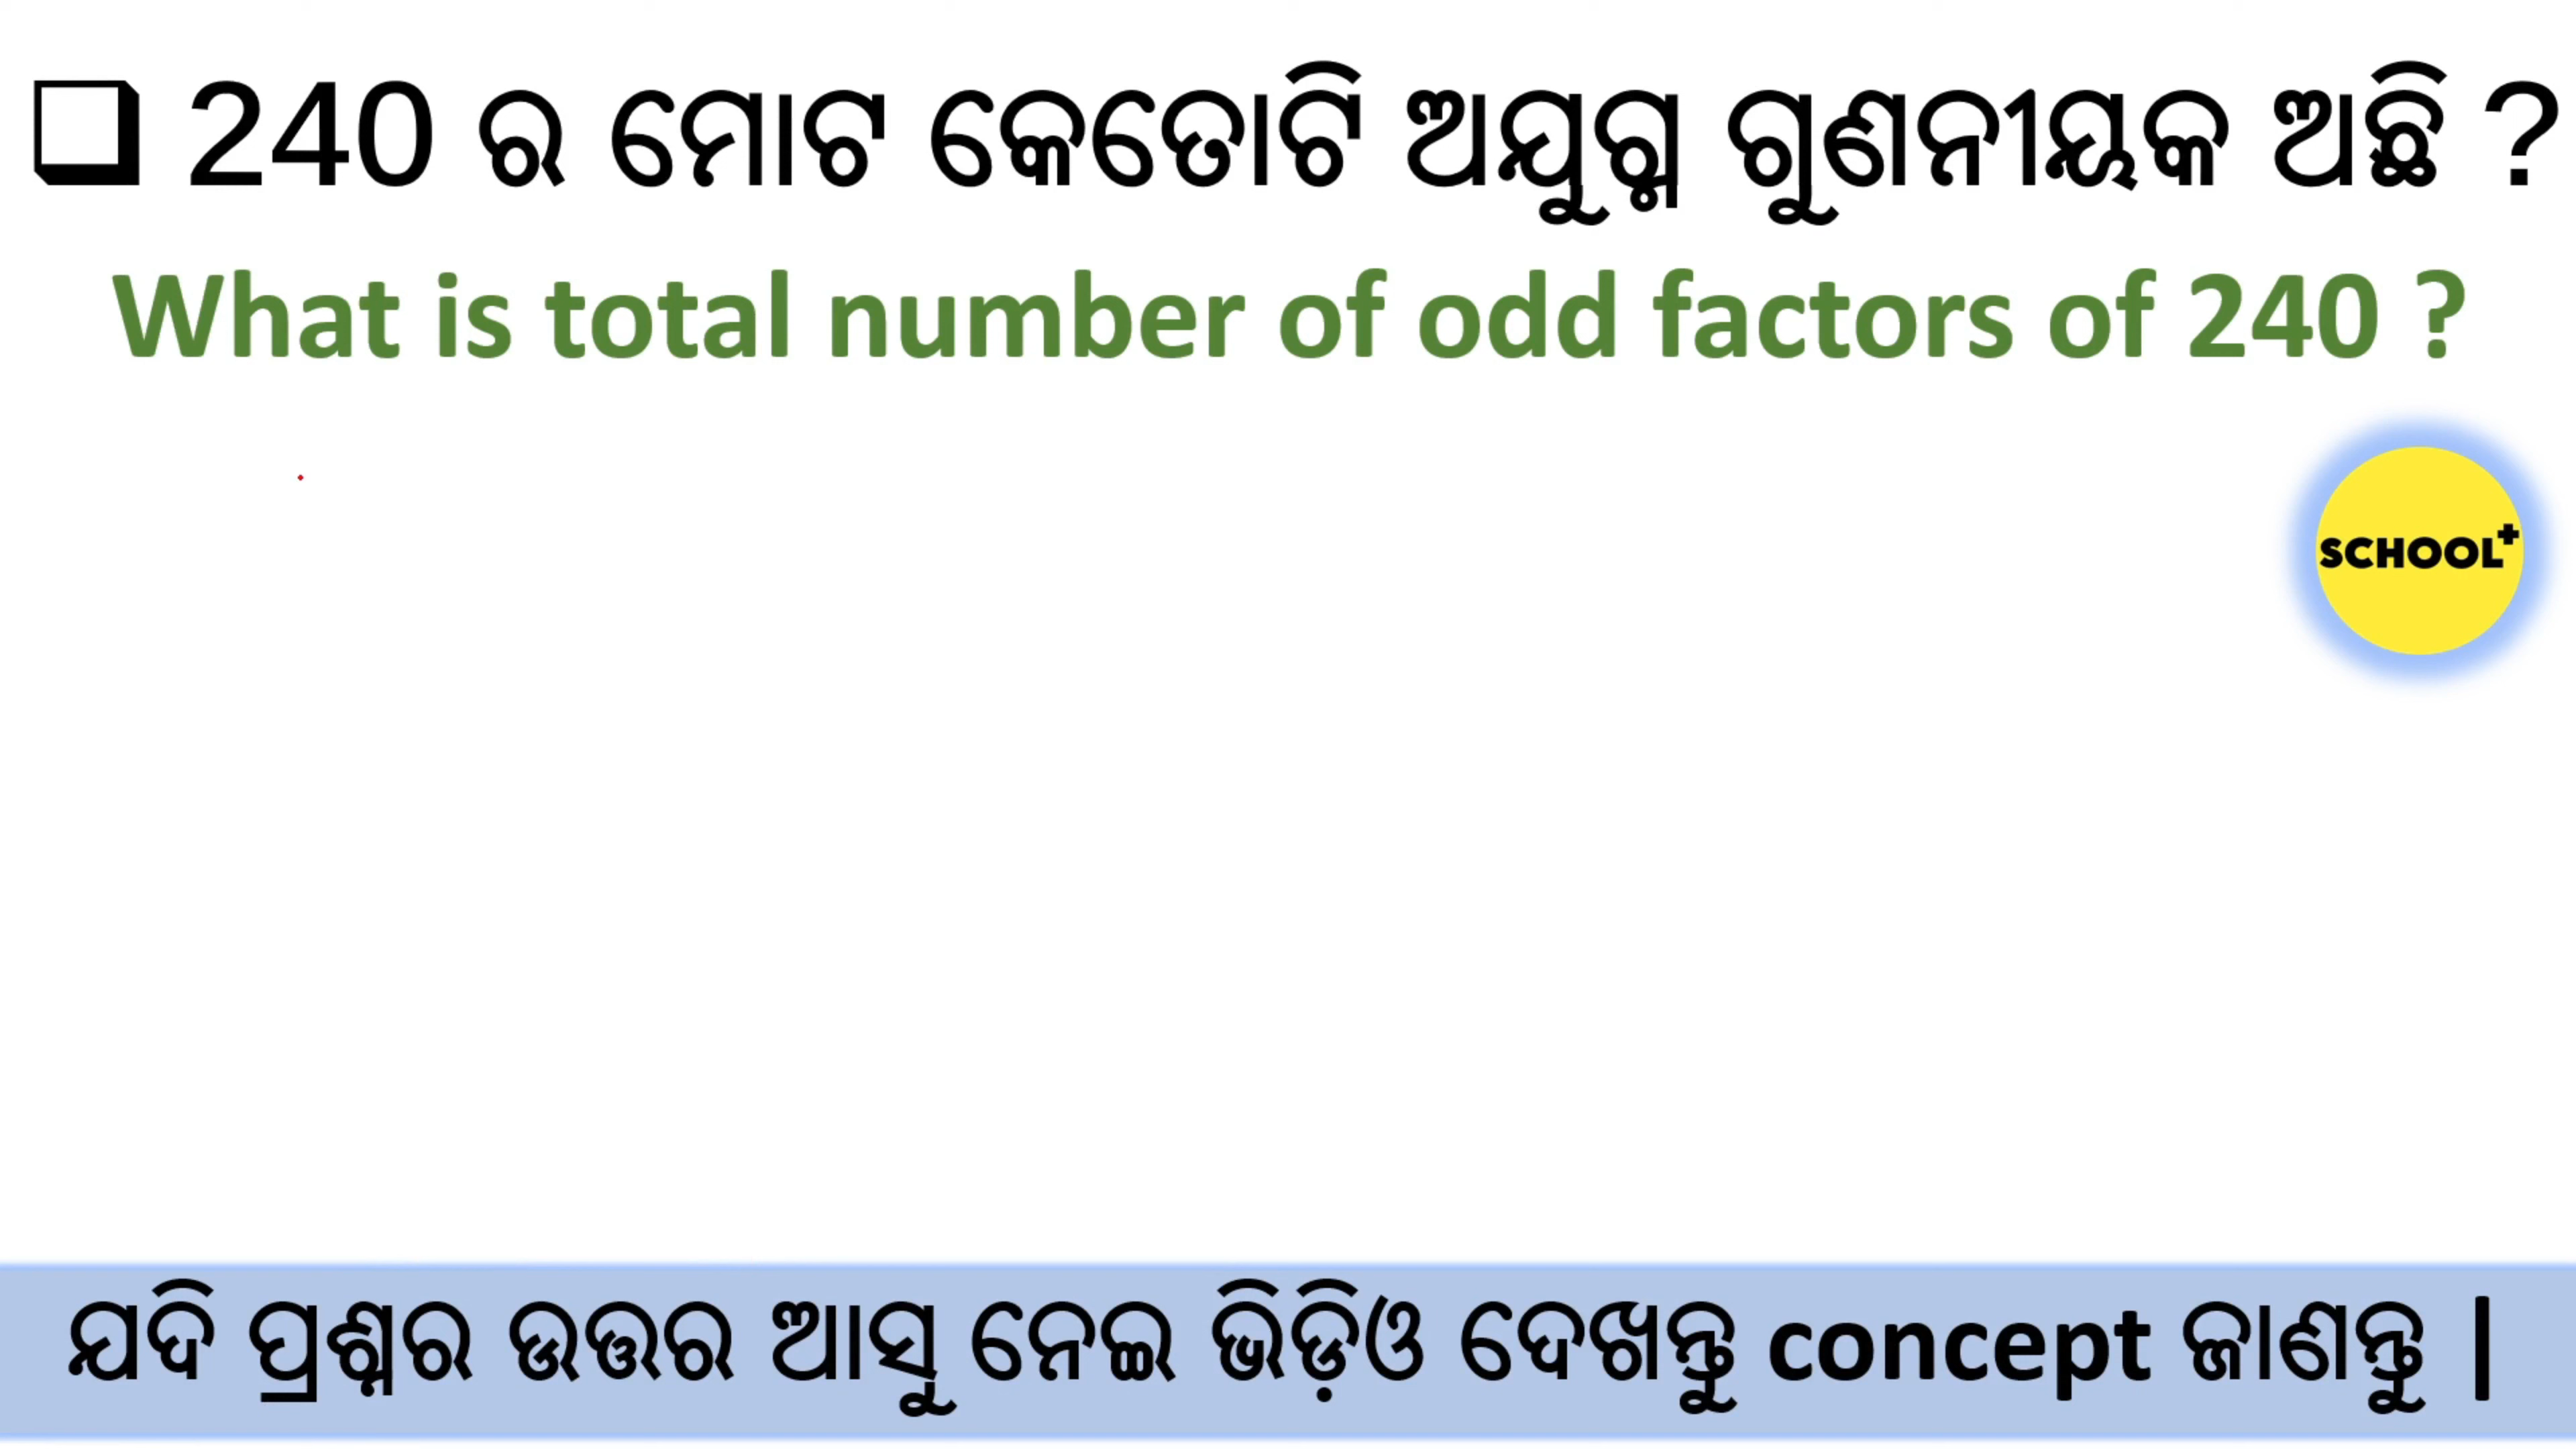 ❑ 240 ର ମୋଟ କେତୋଟି ଅଯୁଗ୍ମ ଗୁଣନୀୟକ ଅଛି ?
What is total number of odd factors of 240 ?
SCHOOL+
ଯଦି ପ୍ରଶ୍ନର ଉତ୍ତର ଆସୁ ନେଇ ଭିଡ଼ିଓ ଦେଖନ୍ତୁ concept ଜାଣନ୍ତୁ |